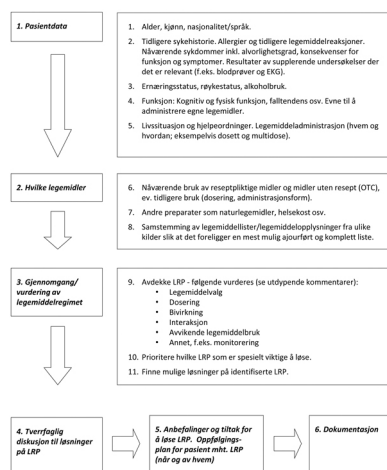 1. Pasientdata
1. Alder, kjønn, nasjonalitet/språk.
2. Tidligere sykehistorie. Allergier og tidligere legemiddelreaksjoner.
Nåværende sykdommer inkl. alvorlighetsgrad, konsekvenser for
funksjon og symptomer. Resultater av supplerende undersøkelser der
det er relevant (f.eks. blodprøver og EKG).
3. Ernæringsstatus, røykestatus, alkoholbruk.
4. Funksjon: Kognitiv og fysisk funksjon, falltendens osv. Evne til å
administrere egne legemidler.
5. Livssituasjon og hjelpeordninger. Legemiddeladministrasjon (hvem og
hvordan; eksempelvis dosett og multidose).
2. Hvilke legemidler
6. Nåværende bruk av reseptpliktige midler og midler uten resept (OTC),
ev. tidligere bruk (dosering, administrasjonsform).
7. Andre preparater som naturlegemidler, helsekost osv.
8. Samstemming av legemiddellister/legemiddelopplysninger fra ulike
kilder slik at det foreligger en mest mulig ajourført og komplett liste.
3. Gjennomgang/
vurdering av
legemiddelregimet
9. Avdekke LRP - følgende vurderes (se utdypende kommentarer):
• Legemiddelvalg
• Dosering
• Bivirkning
• Interaksjon
• Avvikende legemiddelbruk
• Annet, f.eks. monitorering
10. Prioritere hvilke LRP som er spesielt viktige å løse.
11. Finne mulige løsninger på identifiserte LRP.
4. Tverrfaglig
diskusjon til løsninger
på LRP
5. Anbefalinger og tiltak for
å løse LRP. Oppfølgings-
plan for pasient mht. LRP
(når og av hvem)
6. Dokumentasjon